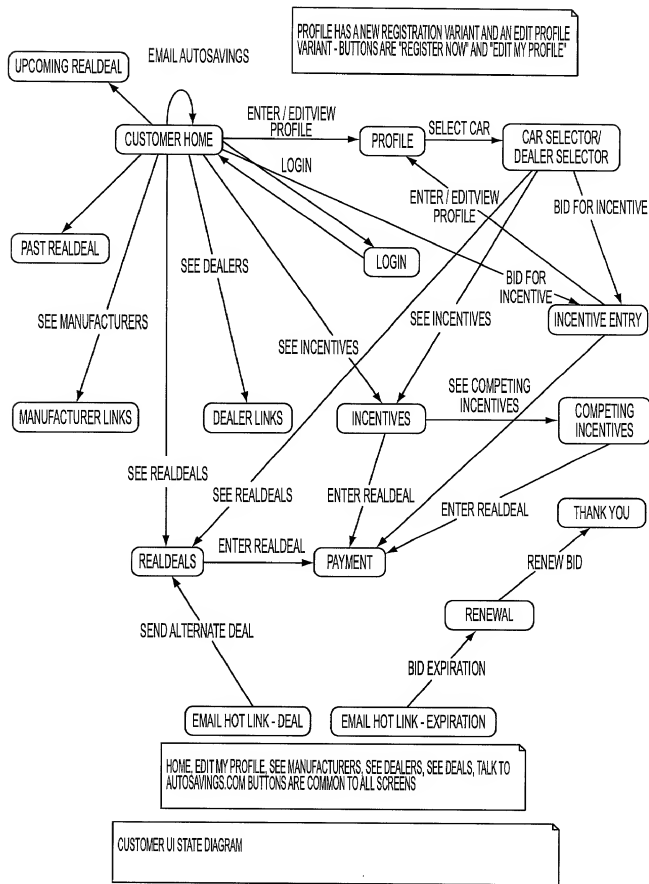 PROFILE HAS A NEW REGISTRATION VARIANT AND AN EDIT PROFILE
VARIANT - BUTTONS ARE "REGISTER NOW" AND "EDIT MY PROFILE"
EMAIL AUTOSAVINGS
UPCOMING REALDEAL
CUSTOMER HOME
ENTER / EDITVIEW
PROFILE
PROFILE
SELECT CAR
CAR SELECTOR/
DEALER SELECTOR
LOGIN
ENTER / EDITVIEW
PROFILE
BID FOR INCENTIVE
PAST REALDEAL
LOGIN
SEE DEALERS
BID FOR
INCENTIVE
SEE MANUFACTURERS
SEE INCENTIVES
INCENTIVE ENTRY
SEE INCENTIVES
SEE COMPETING
INCENTIVES
MANUFACTURER LINKS
DEALER LINKS
INCENTIVES
COMPETING
INCENTIVES
SEE REALDEALS
SEE REALDEALS
ENTER REALDEAL
ENTER REALDEAL
THANK YOU
REALDEALS
ENTER REALDEAL
PAYMENT
RENEW BID
RENEWAL
SEND ALTERNATE DEAL
BID EXPIRATION
EMAIL HOT LINK - DEAL
EMAIL HOT LINK - EXPIRATION
HOME, EDIT MY PROFILE, SEE MANUFACTURERS, SEE DEALERS, SEE DEALS, TALK TO
AUTOSAVINGS.COM BUTTONS ARE COMMON TO ALL SCREENS
CUSTOMER UI STATE DIAGRAM